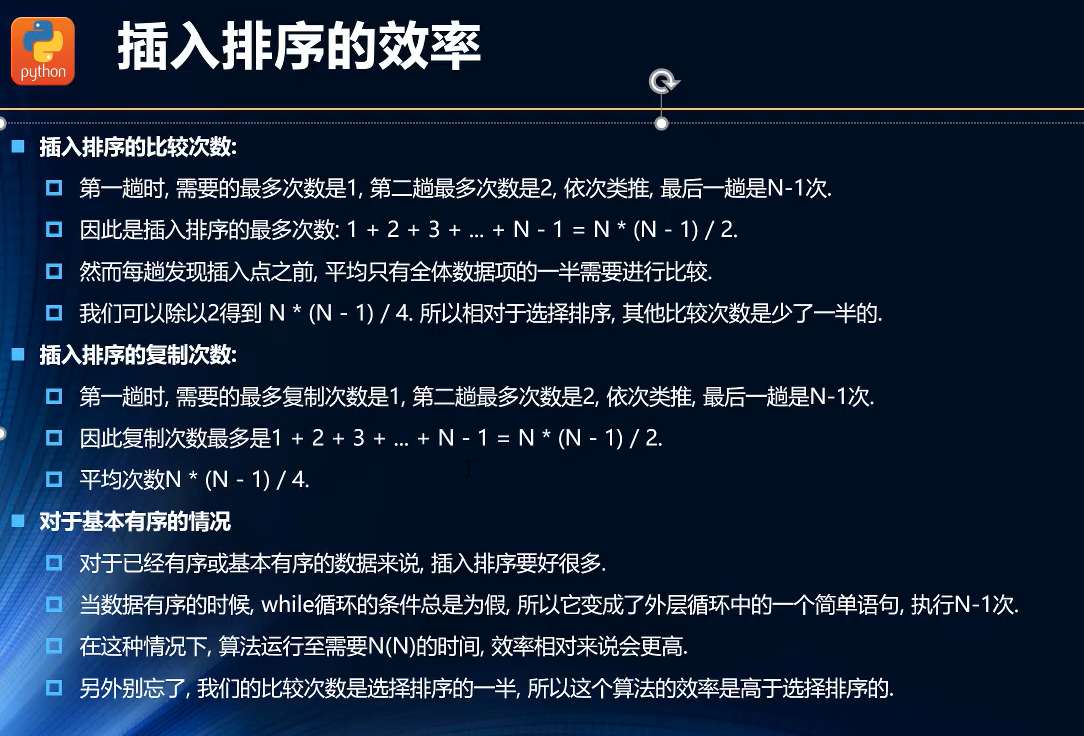 python
插入排序的效率
插入排序的比较次数:
第一趟时, 需要的最多次数是1, 第二趟最多次数是2, 依次类推, 最后一趟是N-1次.
因此是插入排序的最多次数: 1 + 2 + 3 + ... + N - 1 = N * (N - 1) / 2.
然而每趟发现插入点之前, 平均只有全体数据项的一半需要进行比较.
我们可以除以2得到 N * (N - 1) / 4. 所以相对于选择排序, 其他比较次数是少了一半的.
插入排序的复制次数:
第一趟时, 需要的最多复制次数是1, 第二趟最多次数是2, 依次类推, 最后一趟是N-1次.
因此复制次数最多是1 + 2 + 3 + ... + N - 1 = N * (N - 1) / 2.
平均次数N * (N - 1) / 4.
对于基本有序的情况
对于已经有序或基本有序的数据来说, 插入排序要好很多.
当数据有序的时候, while循环的条件总是为假, 所以它变成了外层循环中的一个简单语句, 执行N-1次.
在这种情况下, 算法运行至需要N(N)的时间, 效率相对来说会更高.
另外别忘了, 我们的比较次数是选择排序的一半, 所以这个算法的效率是高于选择排序的.